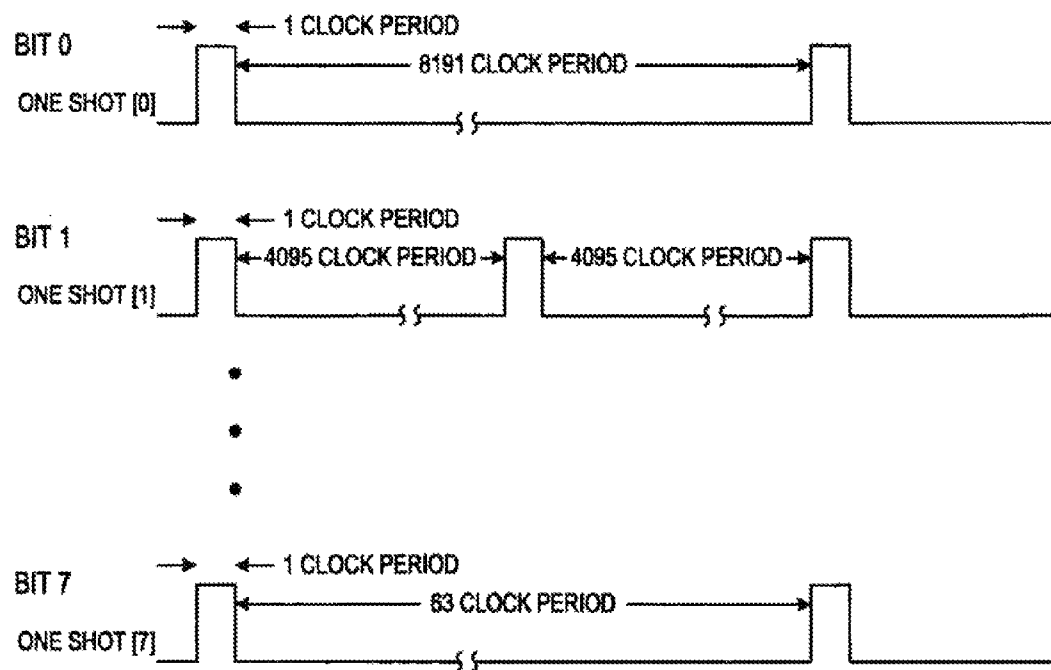 1 CLOCK PERIOD
BIT 0
8191 CLOCK PERIOD
ONE SHOT [0]
1 CLOCK PERIOD
BIT 1
4095 CLOCK PERIOD 4095 CLOCK PERIOD
ONE SHOT [1]
1 CLOCK PERIOD
BIT 7
63 CLOCK PERIOD
ONE SHOT [7]